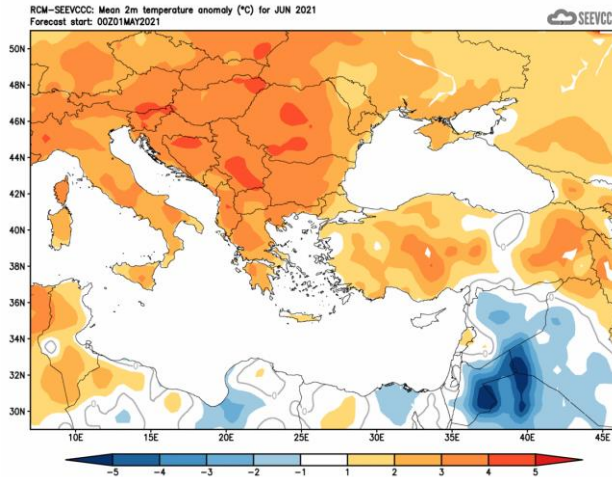 RCM-SEEVCCC: Mean 2m temperature anomaly (°C) for JUN 2021
Forecast start: 00Z01MAY2021
SEEVCCC
50N
48N
46N
44N
42N
40N
38N
36N
34N
32N
30N
10E 15E 20E 25E 30E 35E 40E 45E
-5 -4 -3 -2 -1 1 2 3 4 5